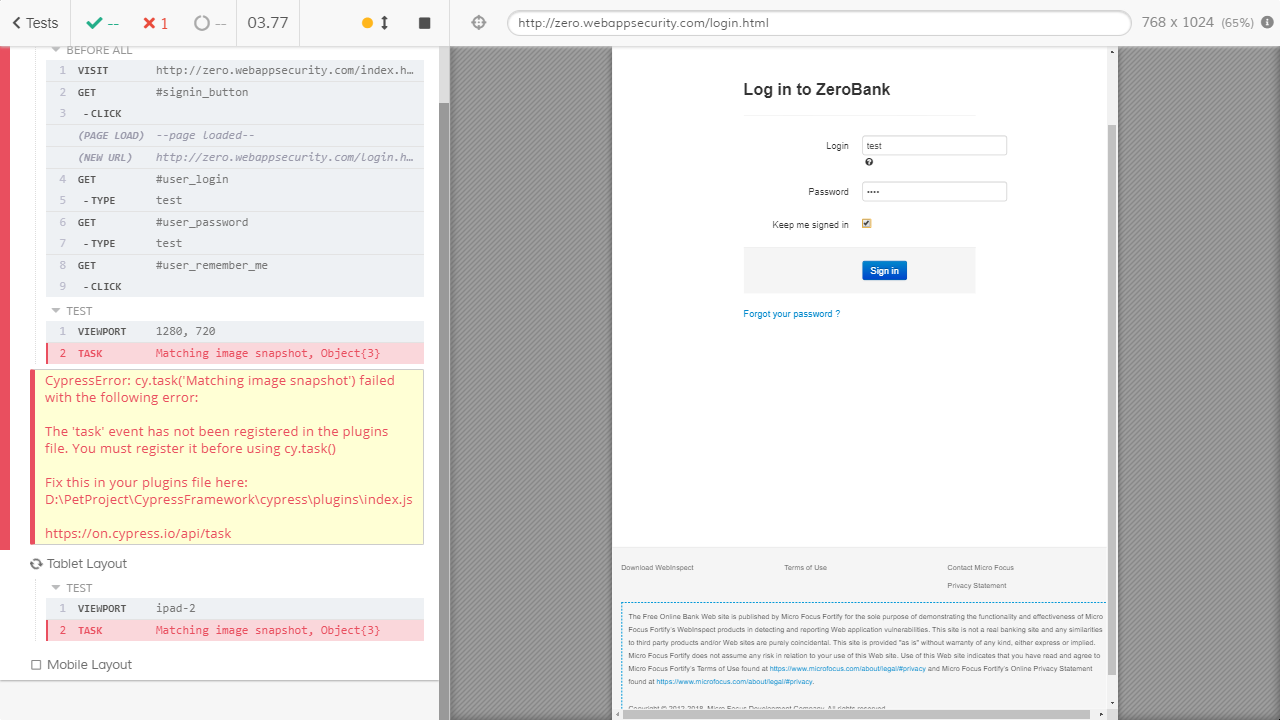 Tests
--
1
--
03.77
http://zero.webappsecurity.com/login.html
768 x 1024 (65%)
BEFORE ALL
1 VISIT http://zero.webappsecurity.com/index.h…
2 GET #signin_button
3 - CLICK
(PAGE LOAD) --page loaded--
(NEW URL) http://zero.webappsecurity.com/login.h…
4 GET #user_login
5 - TYPE test
6 GET #user_password
7 - TYPE test
8 GET #user_remember_me
9 - CLICK
TEST
1 VIEWPORT 1280, 720
2 TASK Matching image snapshot, Object{3}
CypressError: cy.task('Matching image snapshot') failed
with the following error:
The 'task' event has not been registered in the plugins
file. You must register it before using cy.task()
Fix this in your plugins file here:
D:\PetProject\CypressFramework\cypress\plugins\index.js
https://on.cypress.io/api/task
Tablet Layout
TEST
1 VIEWPORT ipad-2
2 TASK Matching image snapshot, Object{3}
Mobile Layout
Log in to ZeroBank
Login test
Password ••••
Keep me signed in
Sign in
Forgot your password ?
Download WebInspect Terms of Use Contact Micro Focus
Privacy Statement
The Free Online Bank Web site is published by Micro Focus Fortify for the sole purpose of demonstrating the functionality and effectiveness of Micro
Focus Fortify's WebInspect products in detecting and reporting Web application vulnerabilities. This site is not a real banking site and any similarities
to third party products and/or Web sites are purely coincidental. This site is provided "as is" without warranty of any kind, either express or implied.
Micro Focus Fortify does not assume any risk in relation to your use of this Web site. Use of this Web site indicates that you have read and agree to
Micro Focus Fortify's Terms of Use found at https://www.microfocus.com/about/legal/#privacy and Micro Focus Fortify's Online Privacy Statement
found at https://www.microfocus.com/about/legal/#privacy.
Copyright © 2012-2018, Micro Focus Development Company. All rights reserved.